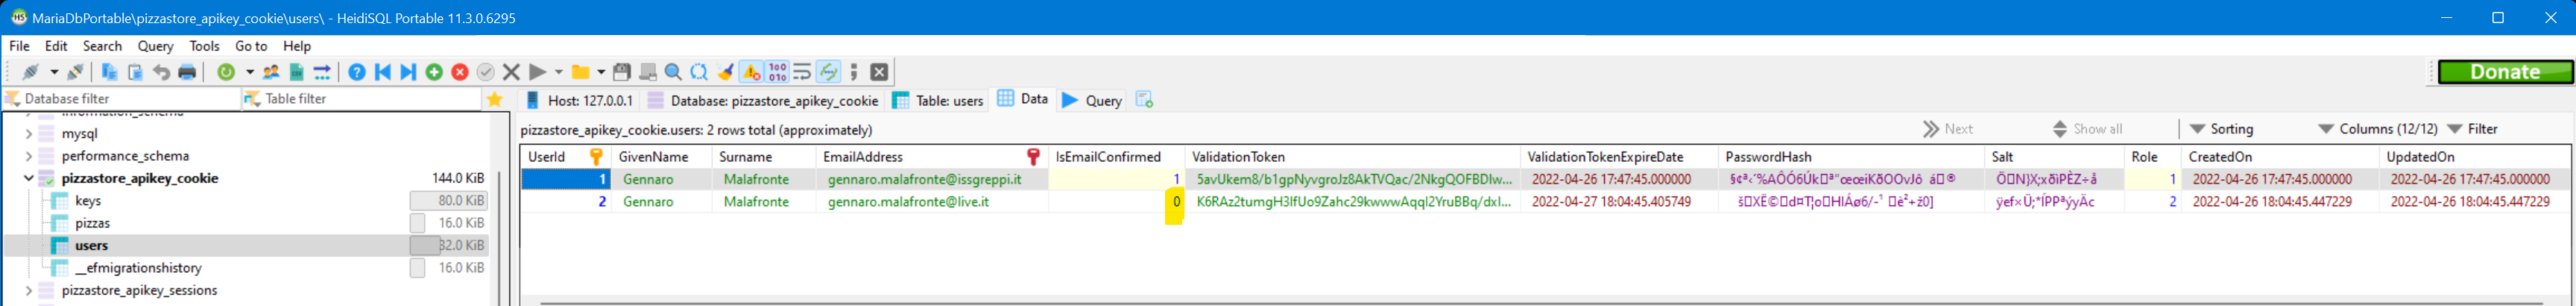 MariaDbPortable\pizzastore_apikey_cookie\users\ - HeidiSQL Portable 11.3.0.6295
File Edit Search Query Tools Go to Help
Donate
Database filter Table filter Host: 127.0.0.1 Database: pizzastore_apikey_cookie Table: users Data Query
information_schema
mysql
performance_schema
pizzastore_apikey_cookie 144.0 KiB
keys 80.0 KiB
pizzas 16.0 KiB
users 32.0 KiB
__efmigrationshistory 16.0 KiB
pizzastore_apikey_sessions
pizzastore_apikey_cookie.users: 2 rows total (approximately) Next Show all Sorting Columns (12/12) Filter
UserId GivenName Surname EmailAddress IsEmailConfirmed ValidationToken ValidationTokenExpireDate PasswordHash Salt Role CreatedOn UpdatedOn
1 Gennaro Malafronte gennaro.malafronte@issgreppi.it 1 2022-04-26 17:47:45.000000 1 2022-04-26 17:47:45.000000 2022-04-26 17:47:45.000000
2 Gennaro Malafronte gennaro.malafronte@live.it 0 2022-04-27 18:04:45.405749 2 2022-04-26 18:04:45.447229 2022-04-26 18:04:45.447229